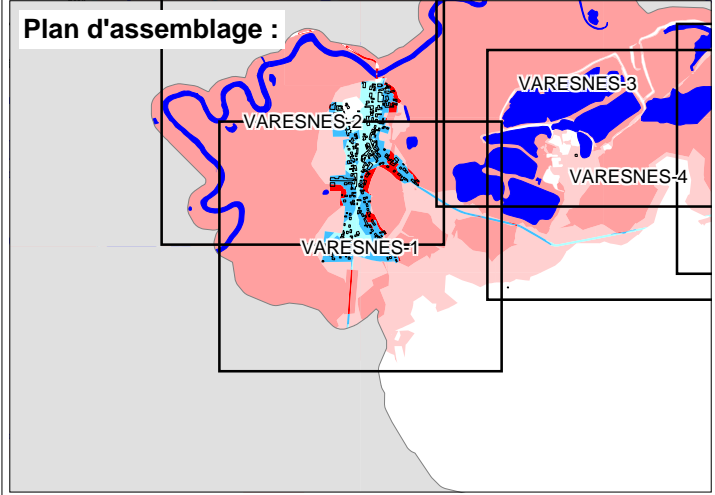 Plan d'assemblage :
VARESNES-3
VARESNES-2
VARESNES-4
VARESNES-1